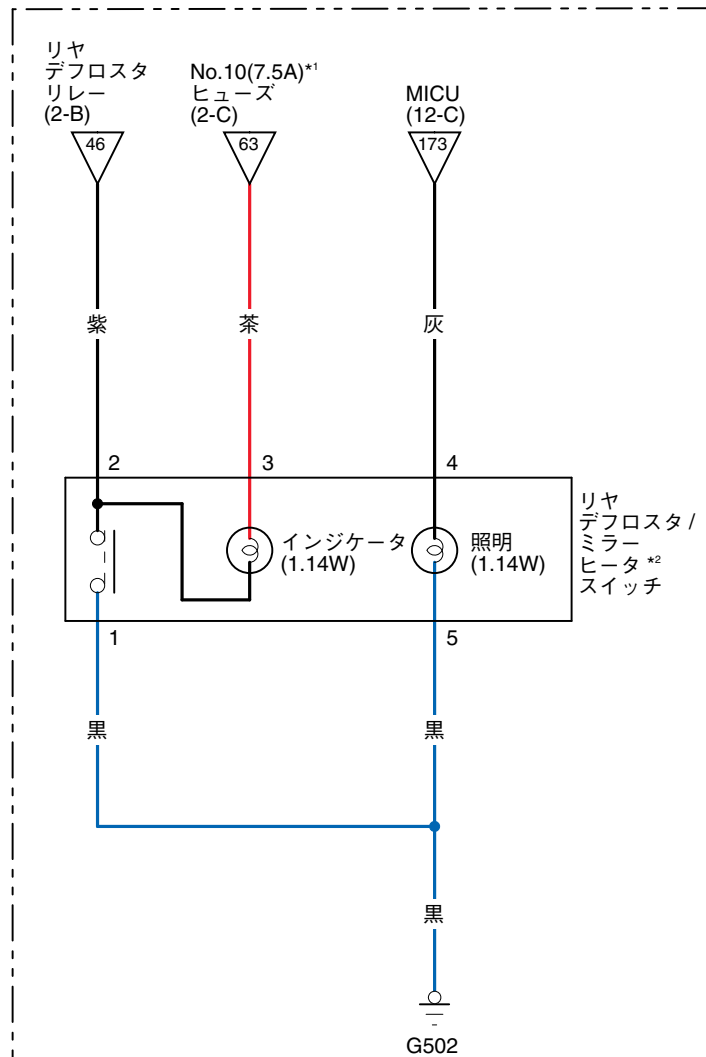 リヤ
デフロスタ
リレー
(2-B)
46
No.10(7.5A)*1
ヒューズ
(2-C)
63
MICU
(12-C)
173
紫
茶
灰
2
3
4
インジケータ
(1.14W)
照明
(1.14W)
リヤ
デフロスタ /
ミラー
ヒータ *2
スイッチ
1
5
黒
黒
黒
G502